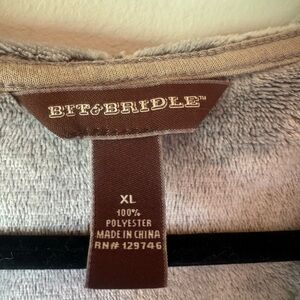 BIT&BRIDLE™
XL
100%
POLYESTER
MADE IN CHINA
RN# 129746